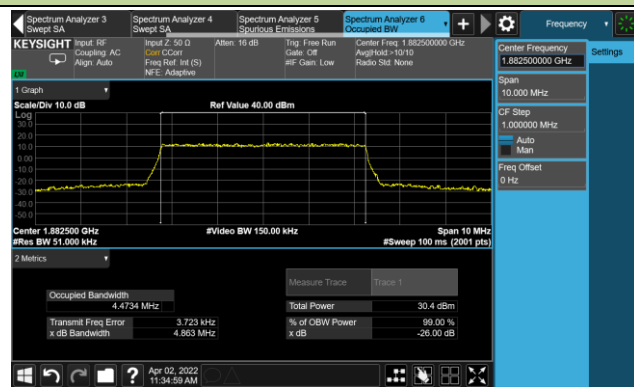 Spectrum Analyzer 3
Swept SA
Spectrum Analyzer 4
Swept SA
Spectrum Analyzer 5
Spurious Emissions
Spectrum Analyzer 6
Occupied BW
Frequency
KEYSIGHT
Input: RF
Coupling: AC
Align: Auto
Input Z: 50 Ω
Corr CCorr
Freq Ref: Int (S)
NFE: Adaptive
Atten: 16 dB
Trig: Free Run
Gate: Off
#IF Gain: Low
Center Freq: 1.882500000 GHz
Avg|Hold:>10/10
Radio Std: None
Center Frequency
1.882500000 GHz
Settings
Span
10.000 MHz
CF Step
1.000000 MHz
Auto
Man
Freq Offset
0 Hz
1 Graph
Scale/Div 10.0 dB
Ref Value 40.00 dBm
Log
30.0
20.0
10.0
0.00
-10.0
-20.0
-30.0
-40.0
-50.0
Center 1.882500 GHz
#Video BW 150.00 kHz
Span 10 MHz
#Res BW 51.000 kHz
#Sweep 100 ms (2001 pts)
2 Metrics
Measure Trace
Trace 1
Occupied Bandwidth
4.4734 MHz
Total Power
30.4 dBm
Transmit Freq Error
3.723 kHz
% of OBW Power
99.00 %
x dB Bandwidth
4.863 MHz
x dB
-26.00 dB
Apr 02, 2022
11:34:59 AM